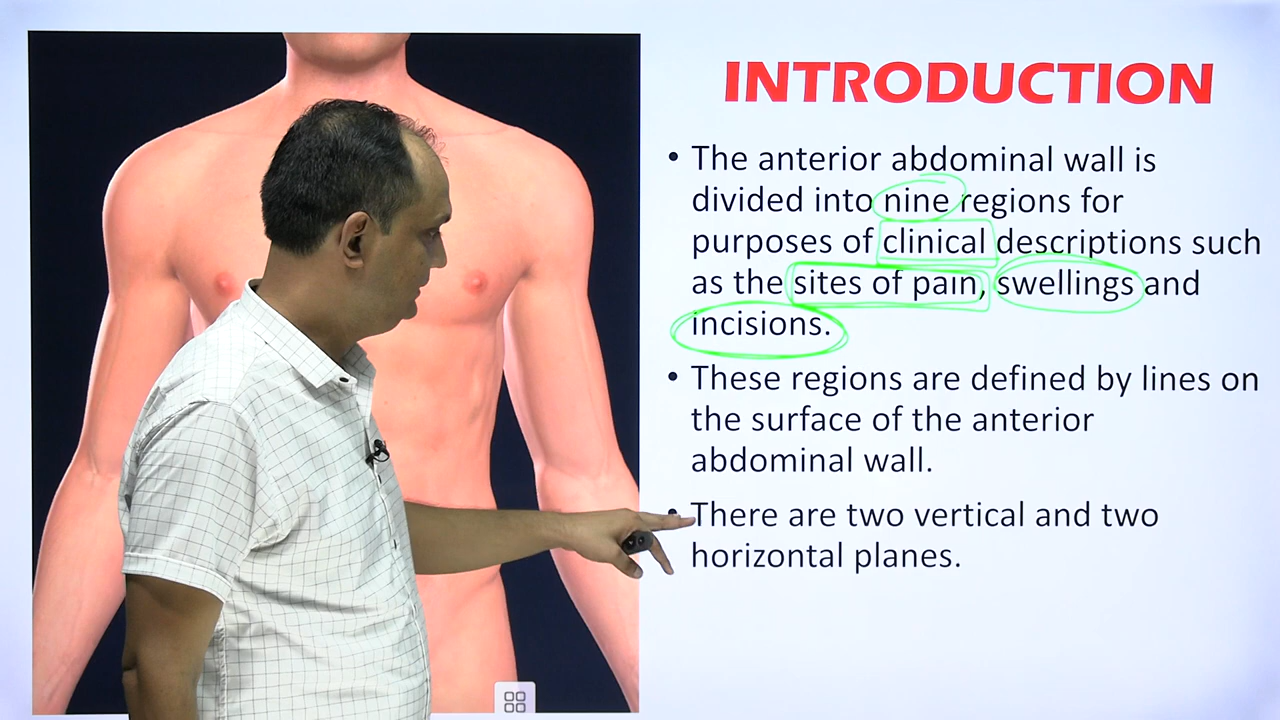 INTRODUCTION
• The anterior abdominal wall is
divided into nine regions for
purposes of clinical descriptions such
as the sites of pain, swellings and
incisions.
• These regions are defined by lines on
the surface of the anterior
abdominal wall.
• There are two vertical and two
horizontal planes.